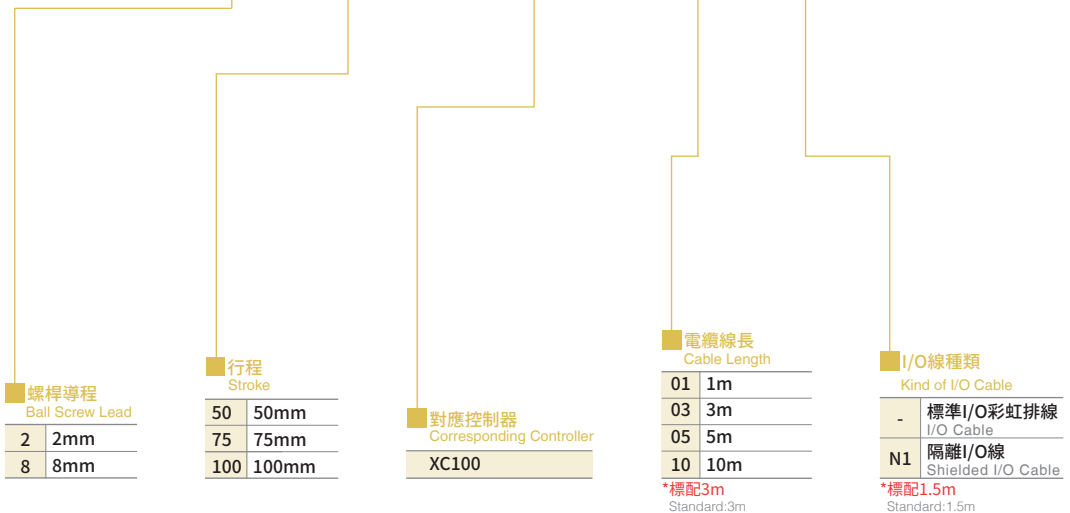 螺桿導程
Ball Screw Lead
2 2mm
8 8mm
行程
Stroke
50 50mm
75 75mm
100 100mm
對應控制器
Corresponding Controller
XC100
電纜線長
Cable Length
01 1m
03 3m
05 5m
10 10m
*標配3m
Standard:3m
I/O線種類
Kind of I/O Cable
- 標準I/O彩虹排線
I/O Cable
N1 隔離I/O線
Shielded I/O Cable
*標配1.5m
Standard:1.5m